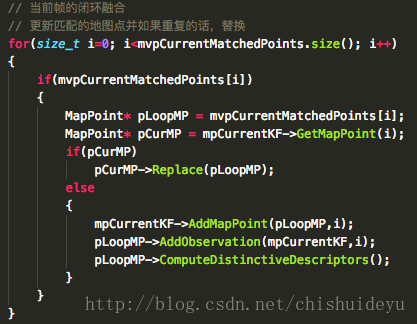 // 当前帧的闭环融合
// 更新匹配的地图点并如果重复的话，替换
for(size_t i=0; i<mvpCurrentMatchedPoints.size(); i++)
{
    if(mvpCurrentMatchedPoints[i])
    {
        MapPoint* pLoopMP = mvpCurrentMatchedPoints[i];
        MapPoint* pCurMP = mpCurrentKF->GetMapPoint(i);
        if(pCurMP)
            pCurMP->Replace(pLoopMP);
        else
        {
            mpCurrentKF->AddMapPoint(pLoopMP,i);
            pLoopMP->AddObservation(mpCurrentKF,i);
            pLoopMP->ComputeDistinctiveDescriptors();
        }
    }
}
http://blog.csdn.net/chishuideyu